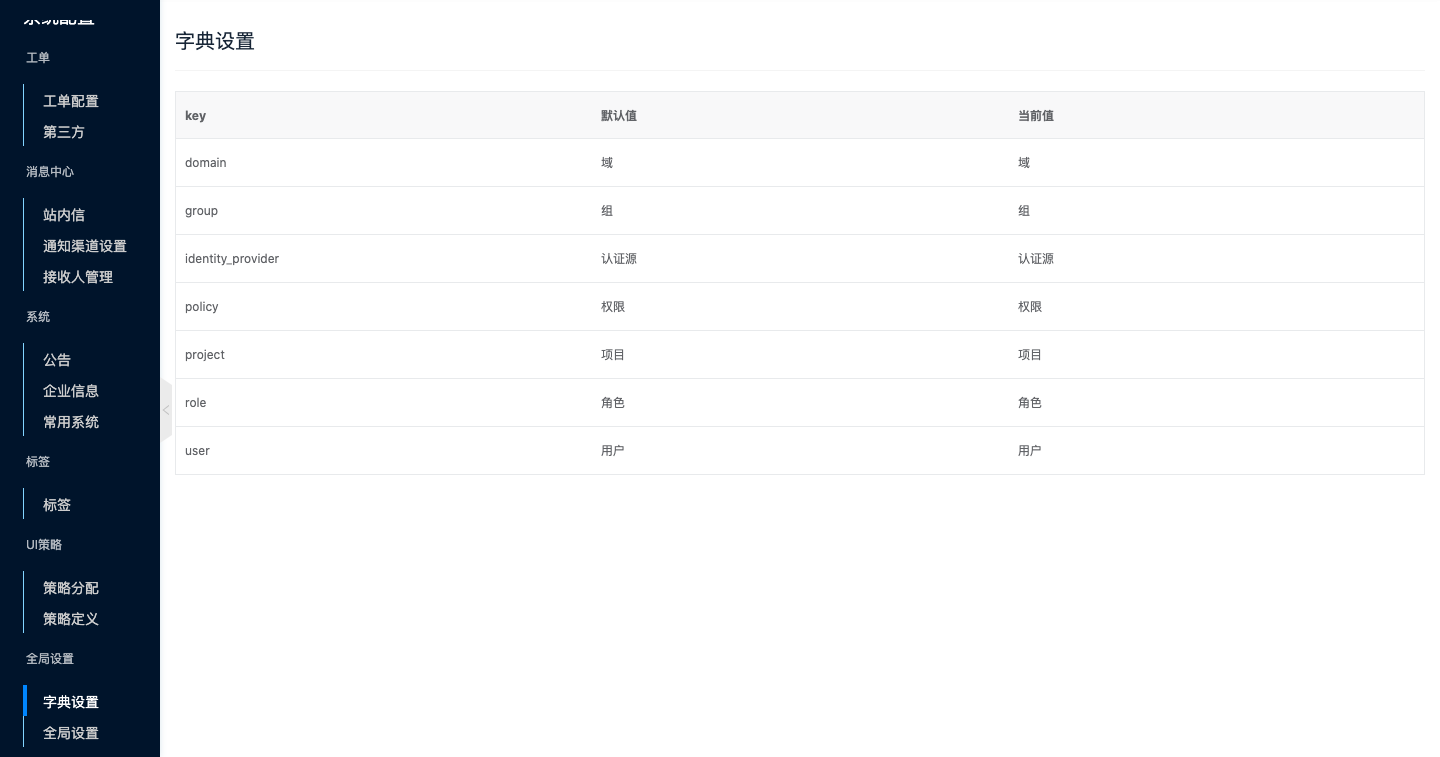 系统配置
工单
工单配置
第三方
消息中心
站内信
通知渠道设置
接收人管理
系统
公告
企业信息
常用系统
标签
标签
UI策略
策略分配
策略定义
全局设置
字典设置
全局设置
字典设置
key 默认值 当前值
domain 域 域
group 组 组
identity_provider 认证源 认证源
policy 权限 权限
project 项目 项目
role 角色 角色
user 用户 用户